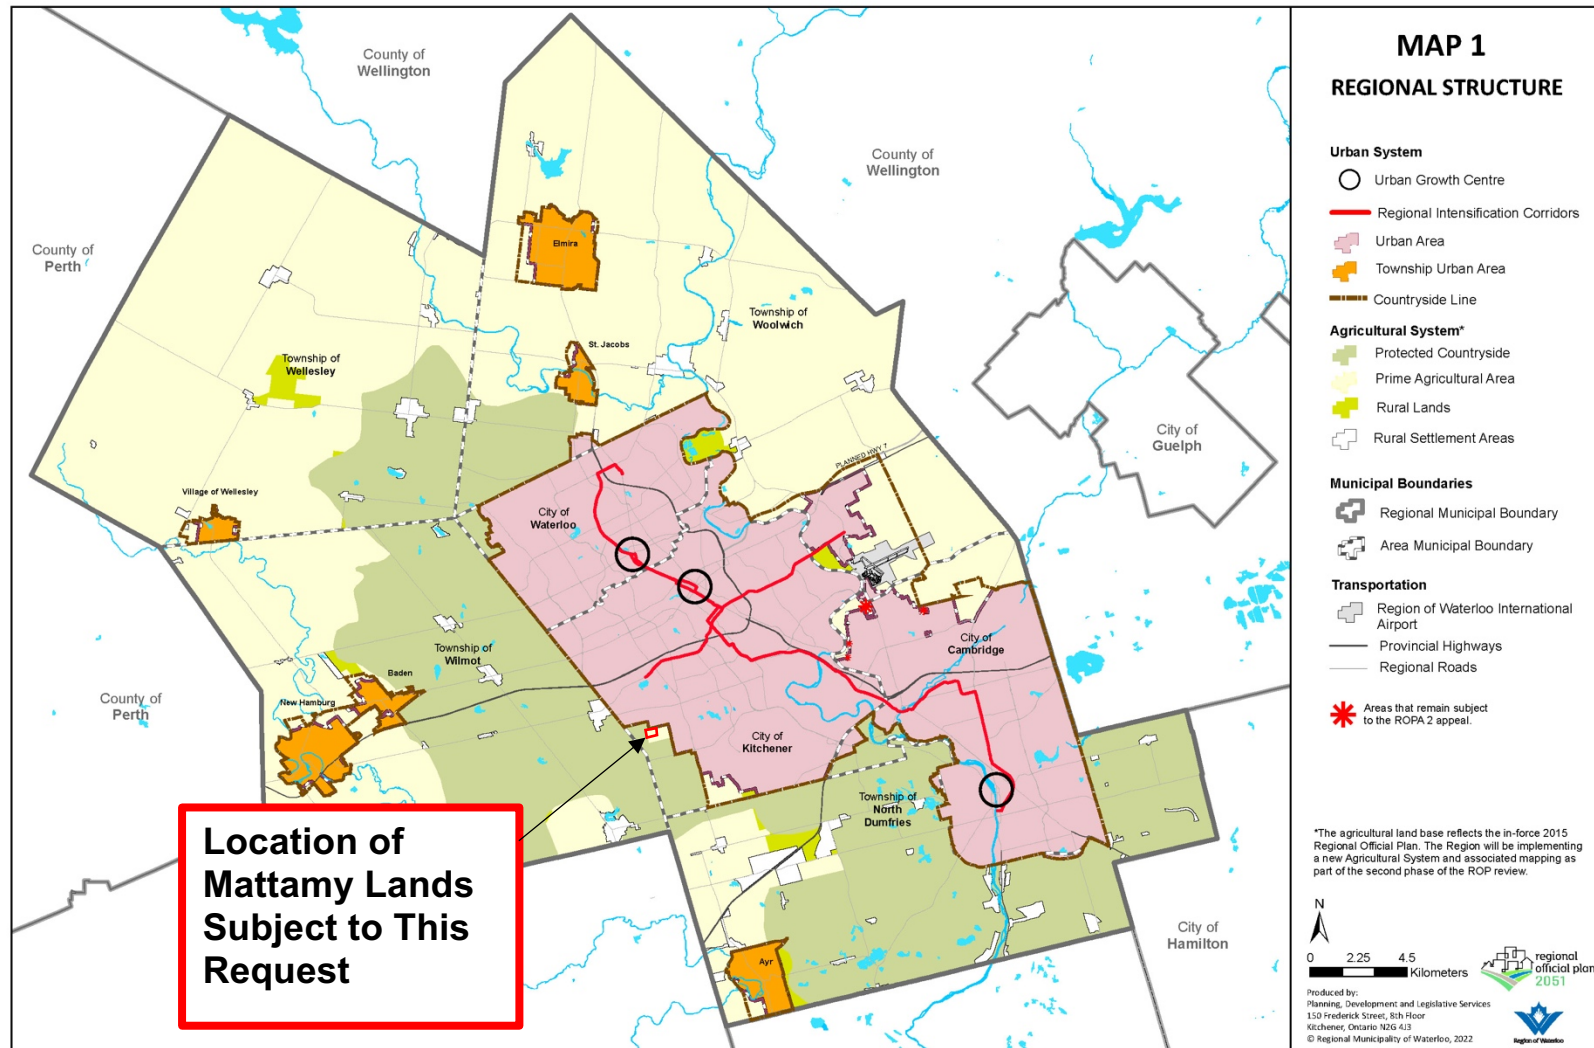 County of
Wellington
County of
Wellington
County of
Perth
Elmira
Township of
Woolwich
St. Jacobs
Township of
Wellesley
City of
Guelph
PLANNED HWY 7
Village of Wellesley
City of
Waterloo
City of
Cambridge
Township of
Wilmot
Baden
New Hamburg
County of
Perth
City of
Kitchener
Township of
North
Dumfries
Ayr
City of
Hamilton
Location of
Mattamy Lands
Subject to This
Request
MAP 1
REGIONAL STRUCTURE
Urban System
Urban Growth Centre
Regional Intensification Corridors
Urban Area
Township Urban Area
Countryside Line
Agricultural System*
Protected Countryside
Prime Agricultural Area
Rural Lands
Rural Settlement Areas
Municipal Boundaries
Regional Municipal Boundary
Area Municipal Boundary
Transportation
Region of Waterloo International
Airport
Provincial Highways
Regional Roads
Areas that remain subject
to the ROPA 2 appeal.
*The agricultural land base reflects the in-force 2015
Regional Official Plan. The Region will be implementing
a new Agricultural System and associated mapping as
part of the second phase of the ROP review.
N
0 2.25 4.5
Kilometers
regional
official plan
2051
Produced by:
Planning, Development and Legislative Services
150 Frederick Street, 8th Floor
Kitchener, Ontario N2G 4J3
© Regional Municipality of Waterloo, 2022
Region of Waterloo